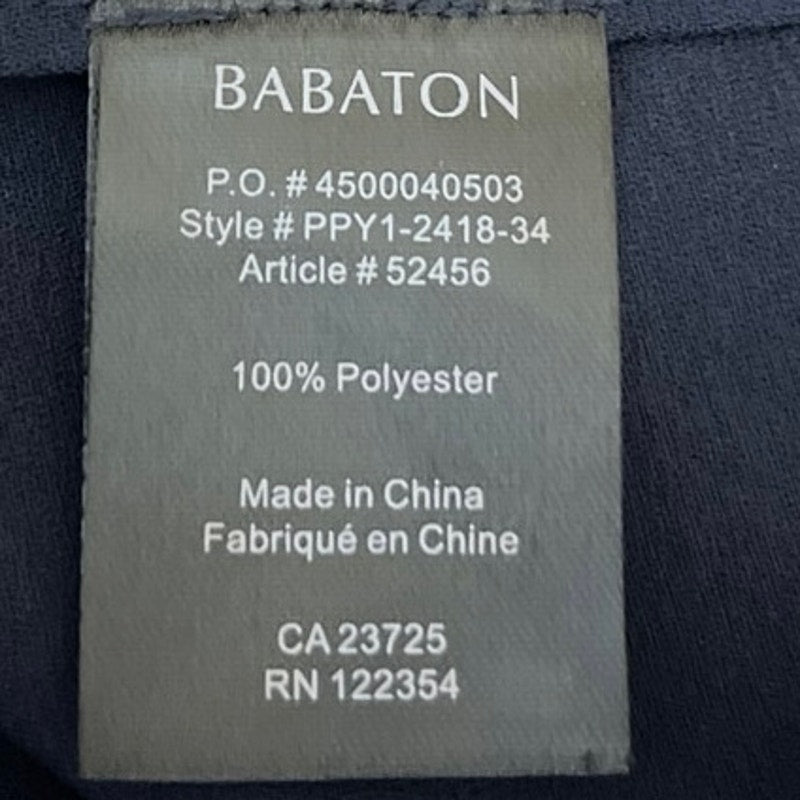 BABATON
P.O. # 4500040503
Style # PPY1-2418-34
Article # 52456
100% Polyester
Made in China
Fabriqué en Chine
CA 23725
RN 122354